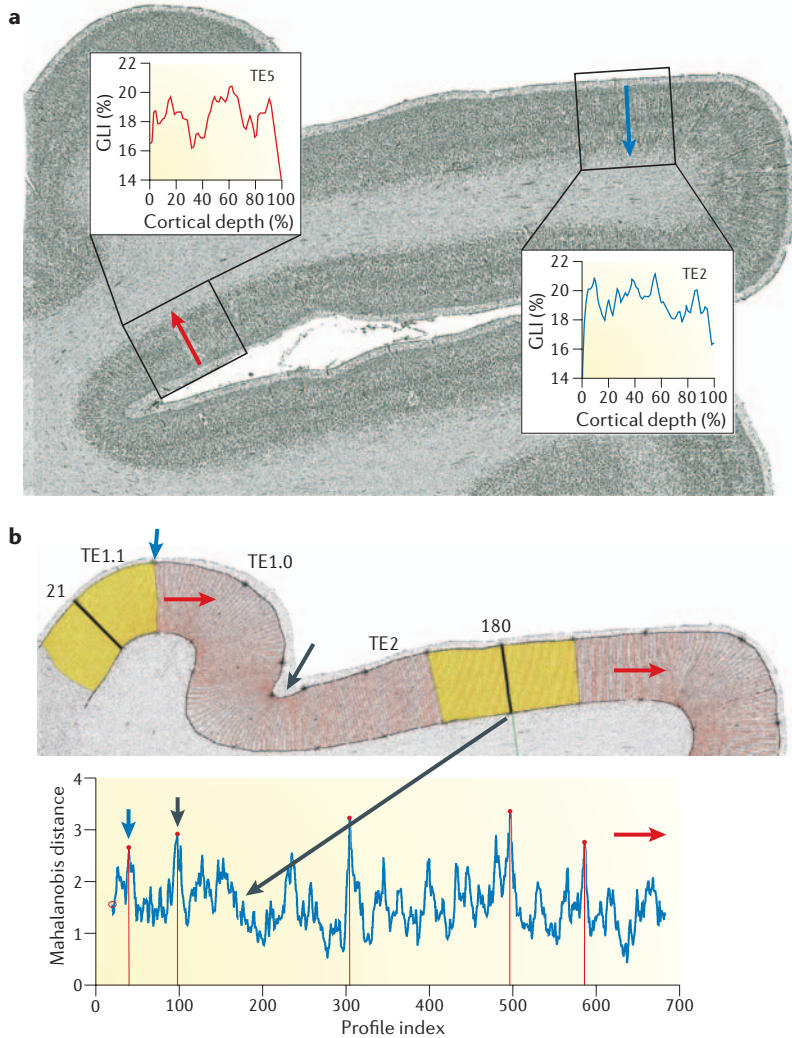 a
TE5
22
20
18
16
14
GLI (%)
0 20 40 60 80 100
Cortical depth (%)
TE2
22
20
18
16
14
GLI (%)
0 20 40 60 80 100
Cortical depth (%)
b
TE1.1
TE1.0
21
TE2
180
4
3
2
1
0
Mahalanobis distance
0 100 200 300 400 500 600 700
Profile index